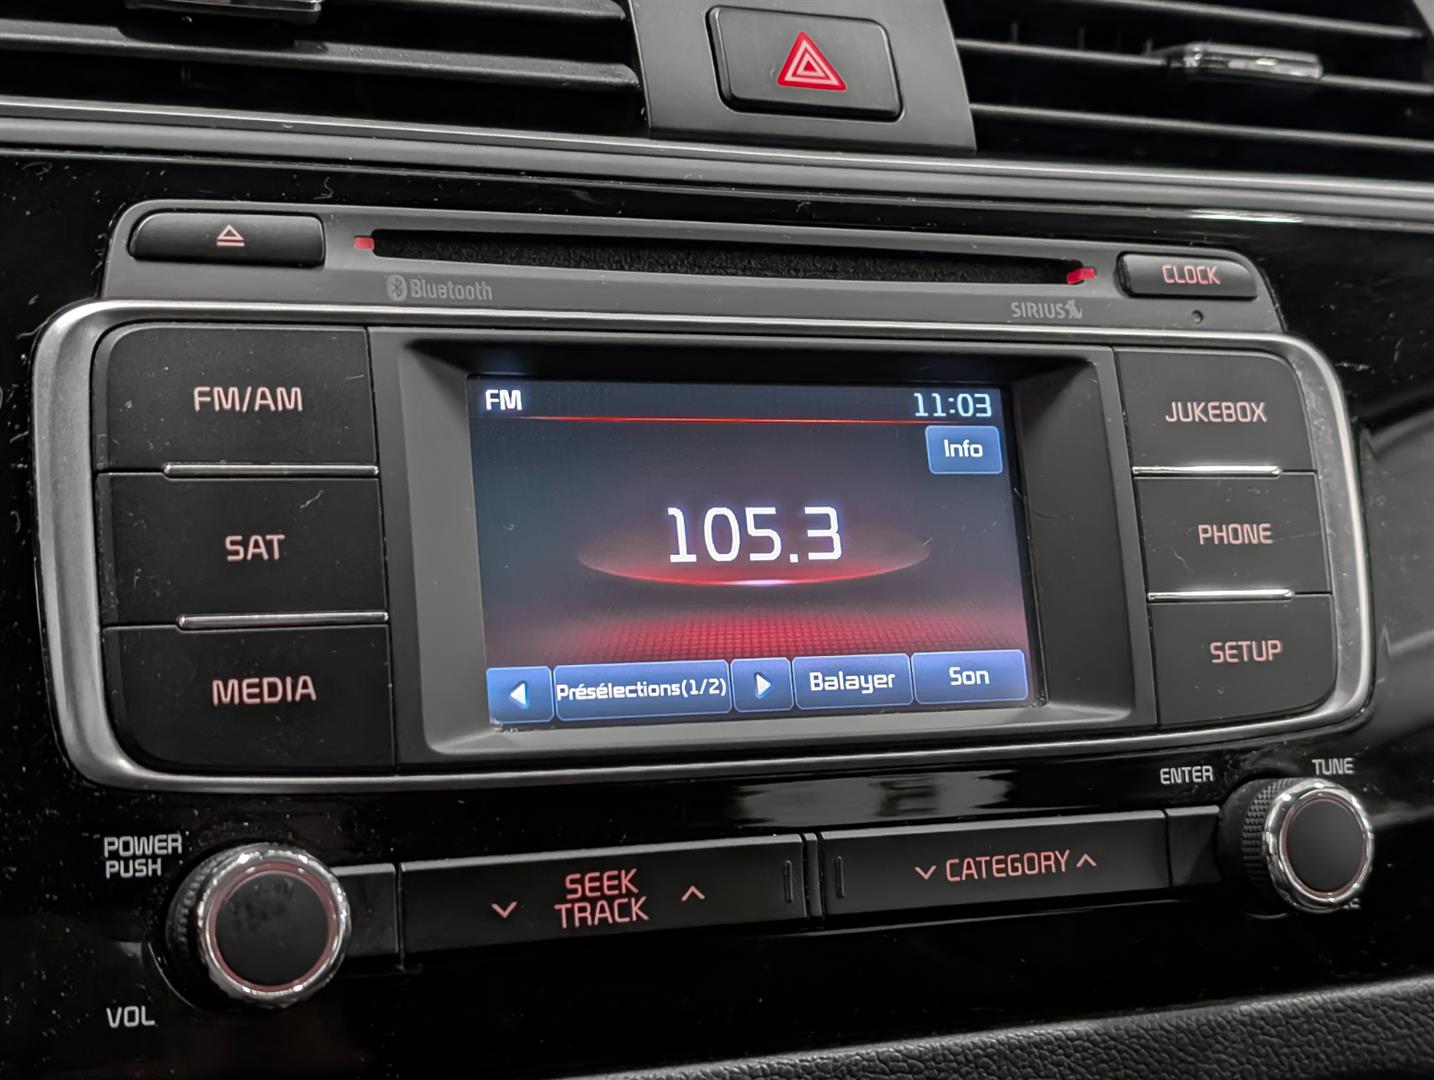 Bluetooth
CLOCK
SIRIUS
FM/AM
SAT
MEDIA
FM
11:03
Info
105.3
Présélections(1/2)
Balayer
Son
JUKEBOX
PHONE
SETUP
ENTER
TUNE
POWER
PUSH
VOL
SEEK
TRACK
CATEGORY